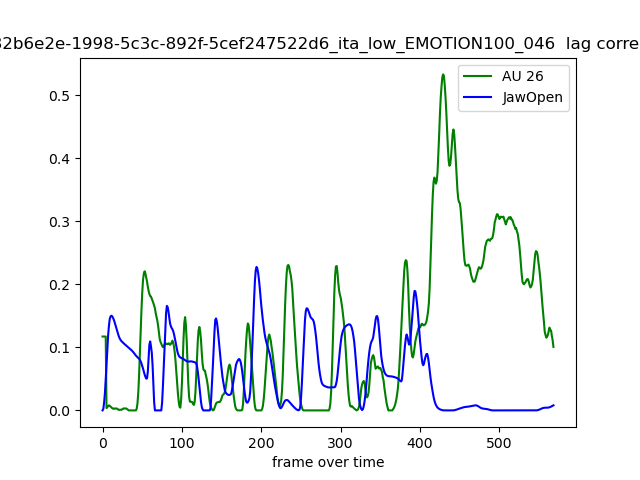 32b6e2e-1998-5c3c-892f-5cef247522d6_ita_low_EMOTION100_046 lag corre
AU 26
JawOpen
0.5
0.4
0.3
0.2
0.1
0.0
0 100 200 300 400 500
frame over time